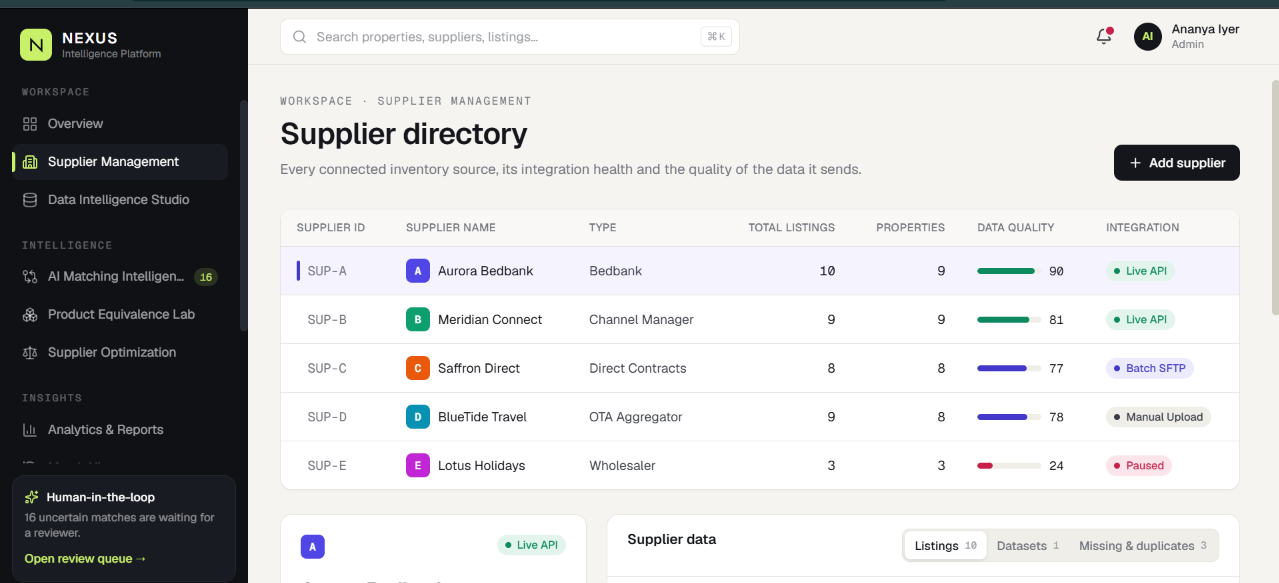 N
NEXUS
Intelligence Platform
WORKSPACE
Overview
Supplier Management
Data Intelligence Studio
INTELLIGENCE
AI Matching Intelligen... 16
Product Equivalence Lab
Supplier Optimization
INSIGHTS
Analytics & Reports
Human-in-the-loop
16 uncertain matches are waiting for
a reviewer.
Open review queue →
Search properties, suppliers, listings... ⌘ K
AI
Ananya Iyer
Admin
WORKSPACE · SUPPLIER MANAGEMENT
Supplier directory
Every connected inventory source, its integration health and the quality of the data it sends.
+ Add supplier
SUPPLIER ID SUPPLIER NAME TYPE TOTAL LISTINGS PROPERTIES DATA QUALITY INTEGRATION
SUP-A A Aurora Bedbank Bedbank 10 9 90 Live API
SUP-B B Meridian Connect Channel Manager 9 9 81 Live API
SUP-C C Saffron Direct Direct Contracts 8 8 77 Batch SFTP
SUP-D D BlueTide Travel OTA Aggregator 9 8 78 Manual Upload
SUP-E E Lotus Holidays Wholesaler 3 3 24 Paused
A Live API
Supplier data
Listings 10 Datasets 1 Missing & duplicates 3